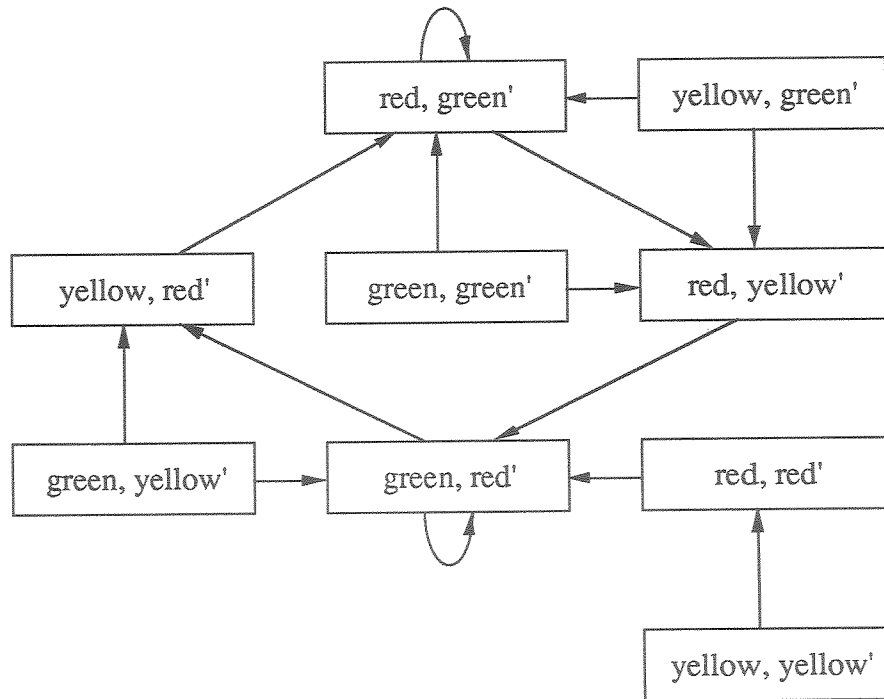 red, green'
yellow, green'
yellow, red'
green, green'
red, yellow'
green, yellow'
green, red'
red, red'
yellow, yellow'